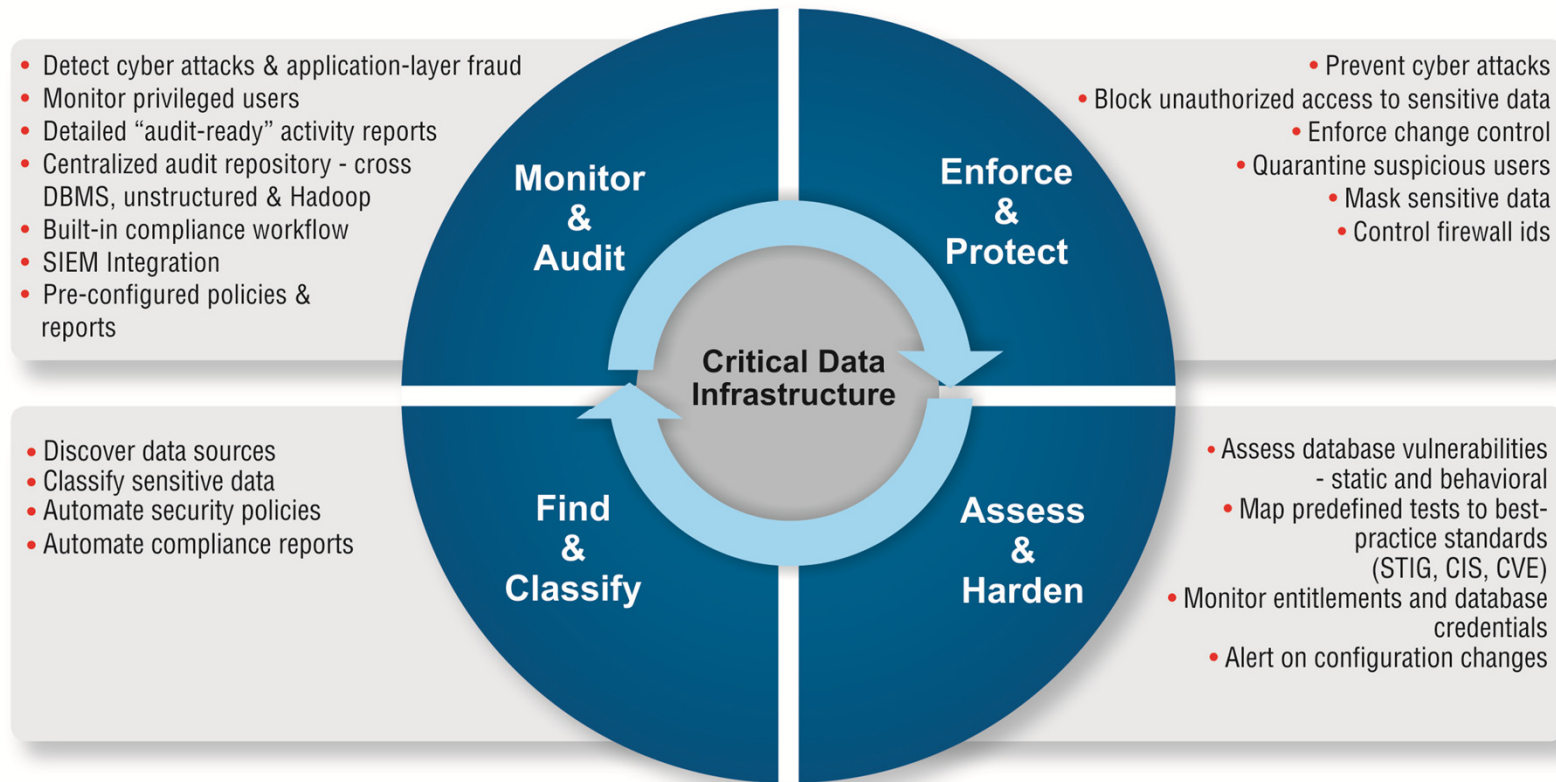 • Detect cyber attacks & application-layer fraud
• Monitor privileged users
• Detailed “audit-ready” activity reports
• Centralized audit repository - cross
DBMS, unstructured & Hadoop
• Built-in compliance workflow
• SIEM Integration
• Pre-configured policies &
reports
Monitor
&
Audit
Enforce
&
Protect
• Prevent cyber attacks
• Block unauthorized access to sensitive data
• Enforce change control
• Quarantine suspicious users
• Mask sensitive data
• Control firewall ids
Critical Data
Infrastructure
• Discover data sources
• Classify sensitive data
• Automate security policies
• Automate compliance reports
Find
&
Classify
Assess
&
Harden
• Assess database vulnerabilities
- static and behavioral
• Map predefined tests to best-
practice standards
(STIG, CIS, CVE)
• Monitor entitlements and database
credentials
• Alert on configuration changes